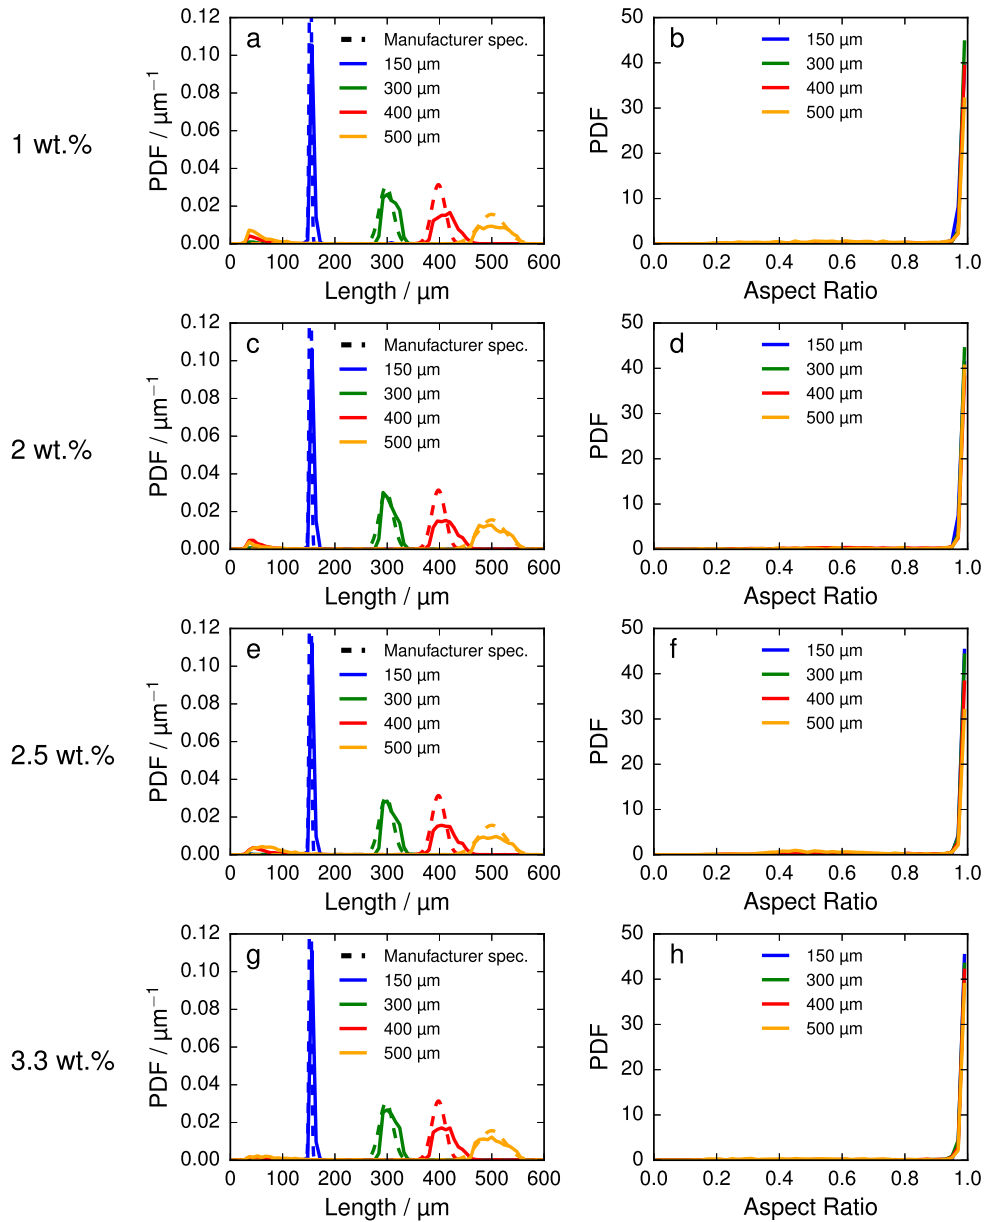 1 wt.%
a
PDF / µm⁻¹
0.12
0.10
0.08
0.06
0.04
0.02
0.00
Manufacturer spec.
150 µm
300 µm
400 µm
500 µm
0 100 200 300 400 500 600
Length / µm
b
PDF
50
40
30
20
10
0
150 µm
300 µm
400 µm
500 µm
0.0 0.2 0.4 0.6 0.8 1.0
Aspect Ratio
2 wt.%
c
PDF / µm⁻¹
0.12
0.10
0.08
0.06
0.04
0.02
0.00
Manufacturer spec.
150 µm
300 µm
400 µm
500 µm
0 100 200 300 400 500 600
Length / µm
d
PDF
50
40
30
20
10
0
150 µm
300 µm
400 µm
500 µm
0.0 0.2 0.4 0.6 0.8 1.0
Aspect Ratio
2.5 wt.%
e
PDF / µm⁻¹
0.12
0.10
0.08
0.06
0.04
0.02
0.00
Manufacturer spec.
150 µm
300 µm
400 µm
500 µm
0 100 200 300 400 500 600
Length / µm
f
PDF
50
40
30
20
10
0
150 µm
300 µm
400 µm
500 µm
0.0 0.2 0.4 0.6 0.8 1.0
Aspect Ratio
3.3 wt.%
g
PDF / µm⁻¹
0.12
0.10
0.08
0.06
0.04
0.02
0.00
Manufacturer spec.
150 µm
300 µm
400 µm
500 µm
0 100 200 300 400 500 600
Length / µm
h
PDF
50
40
30
20
10
0
150 µm
300 µm
400 µm
500 µm
0.0 0.2 0.4 0.6 0.8 1.0
Aspect Ratio